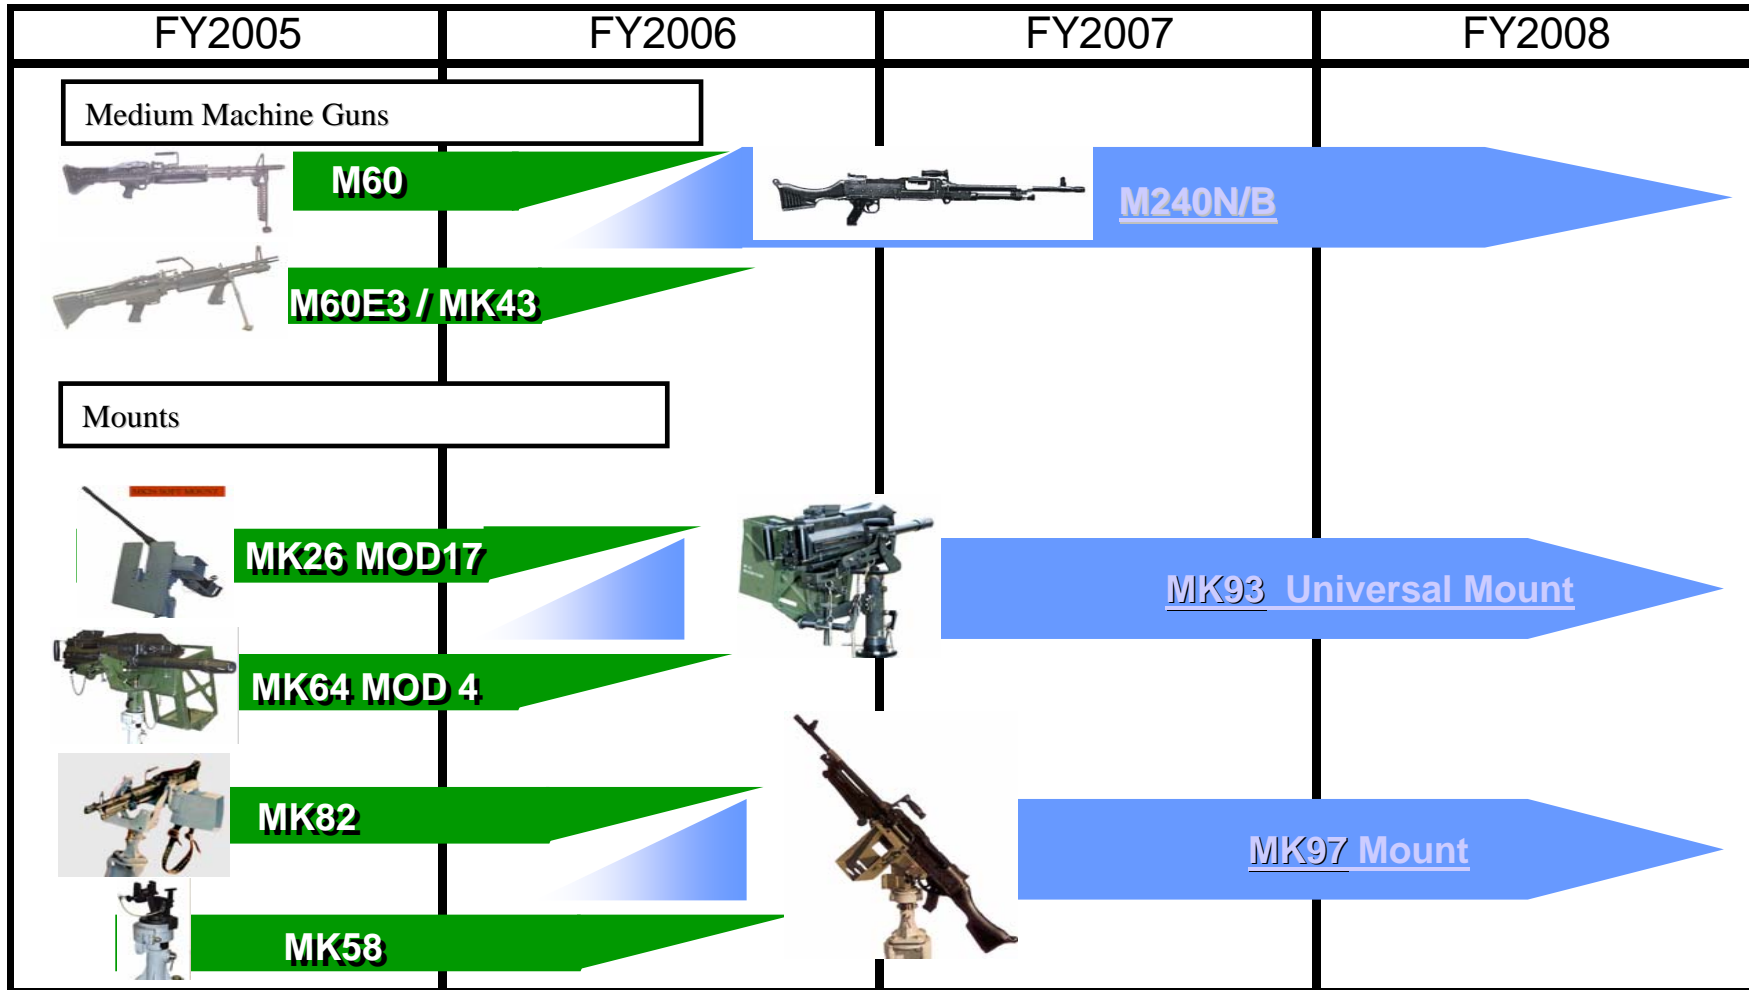 FY2005 FY2006 FY2007 FY2008
Medium Machine Guns
M60
M240N/B
M60E3 / MK43
Mounts
MK26 MOD17
MK93 Universal Mount
MK64 MOD 4
MK82
MK97 Mount
MK58